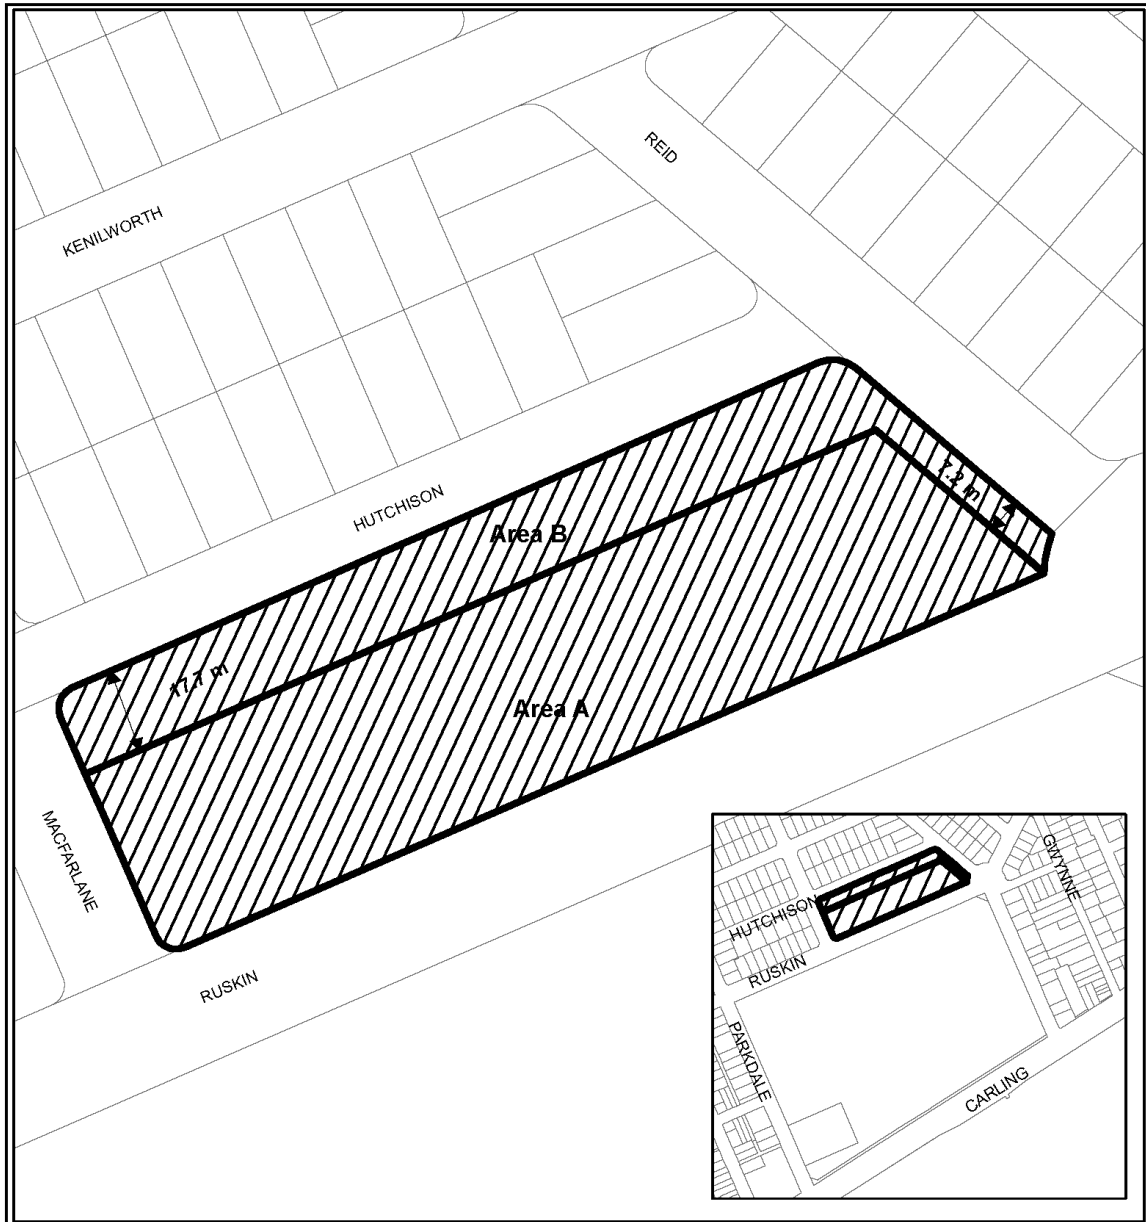 REID
KENILWORTH
7.2 m
HUTCHISON
Area B
17.7 m
Area A
MACFARLANE
RUSKIN
GWYNNE
HUTCHISON
RUSKIN
PARKDALE
CARLING